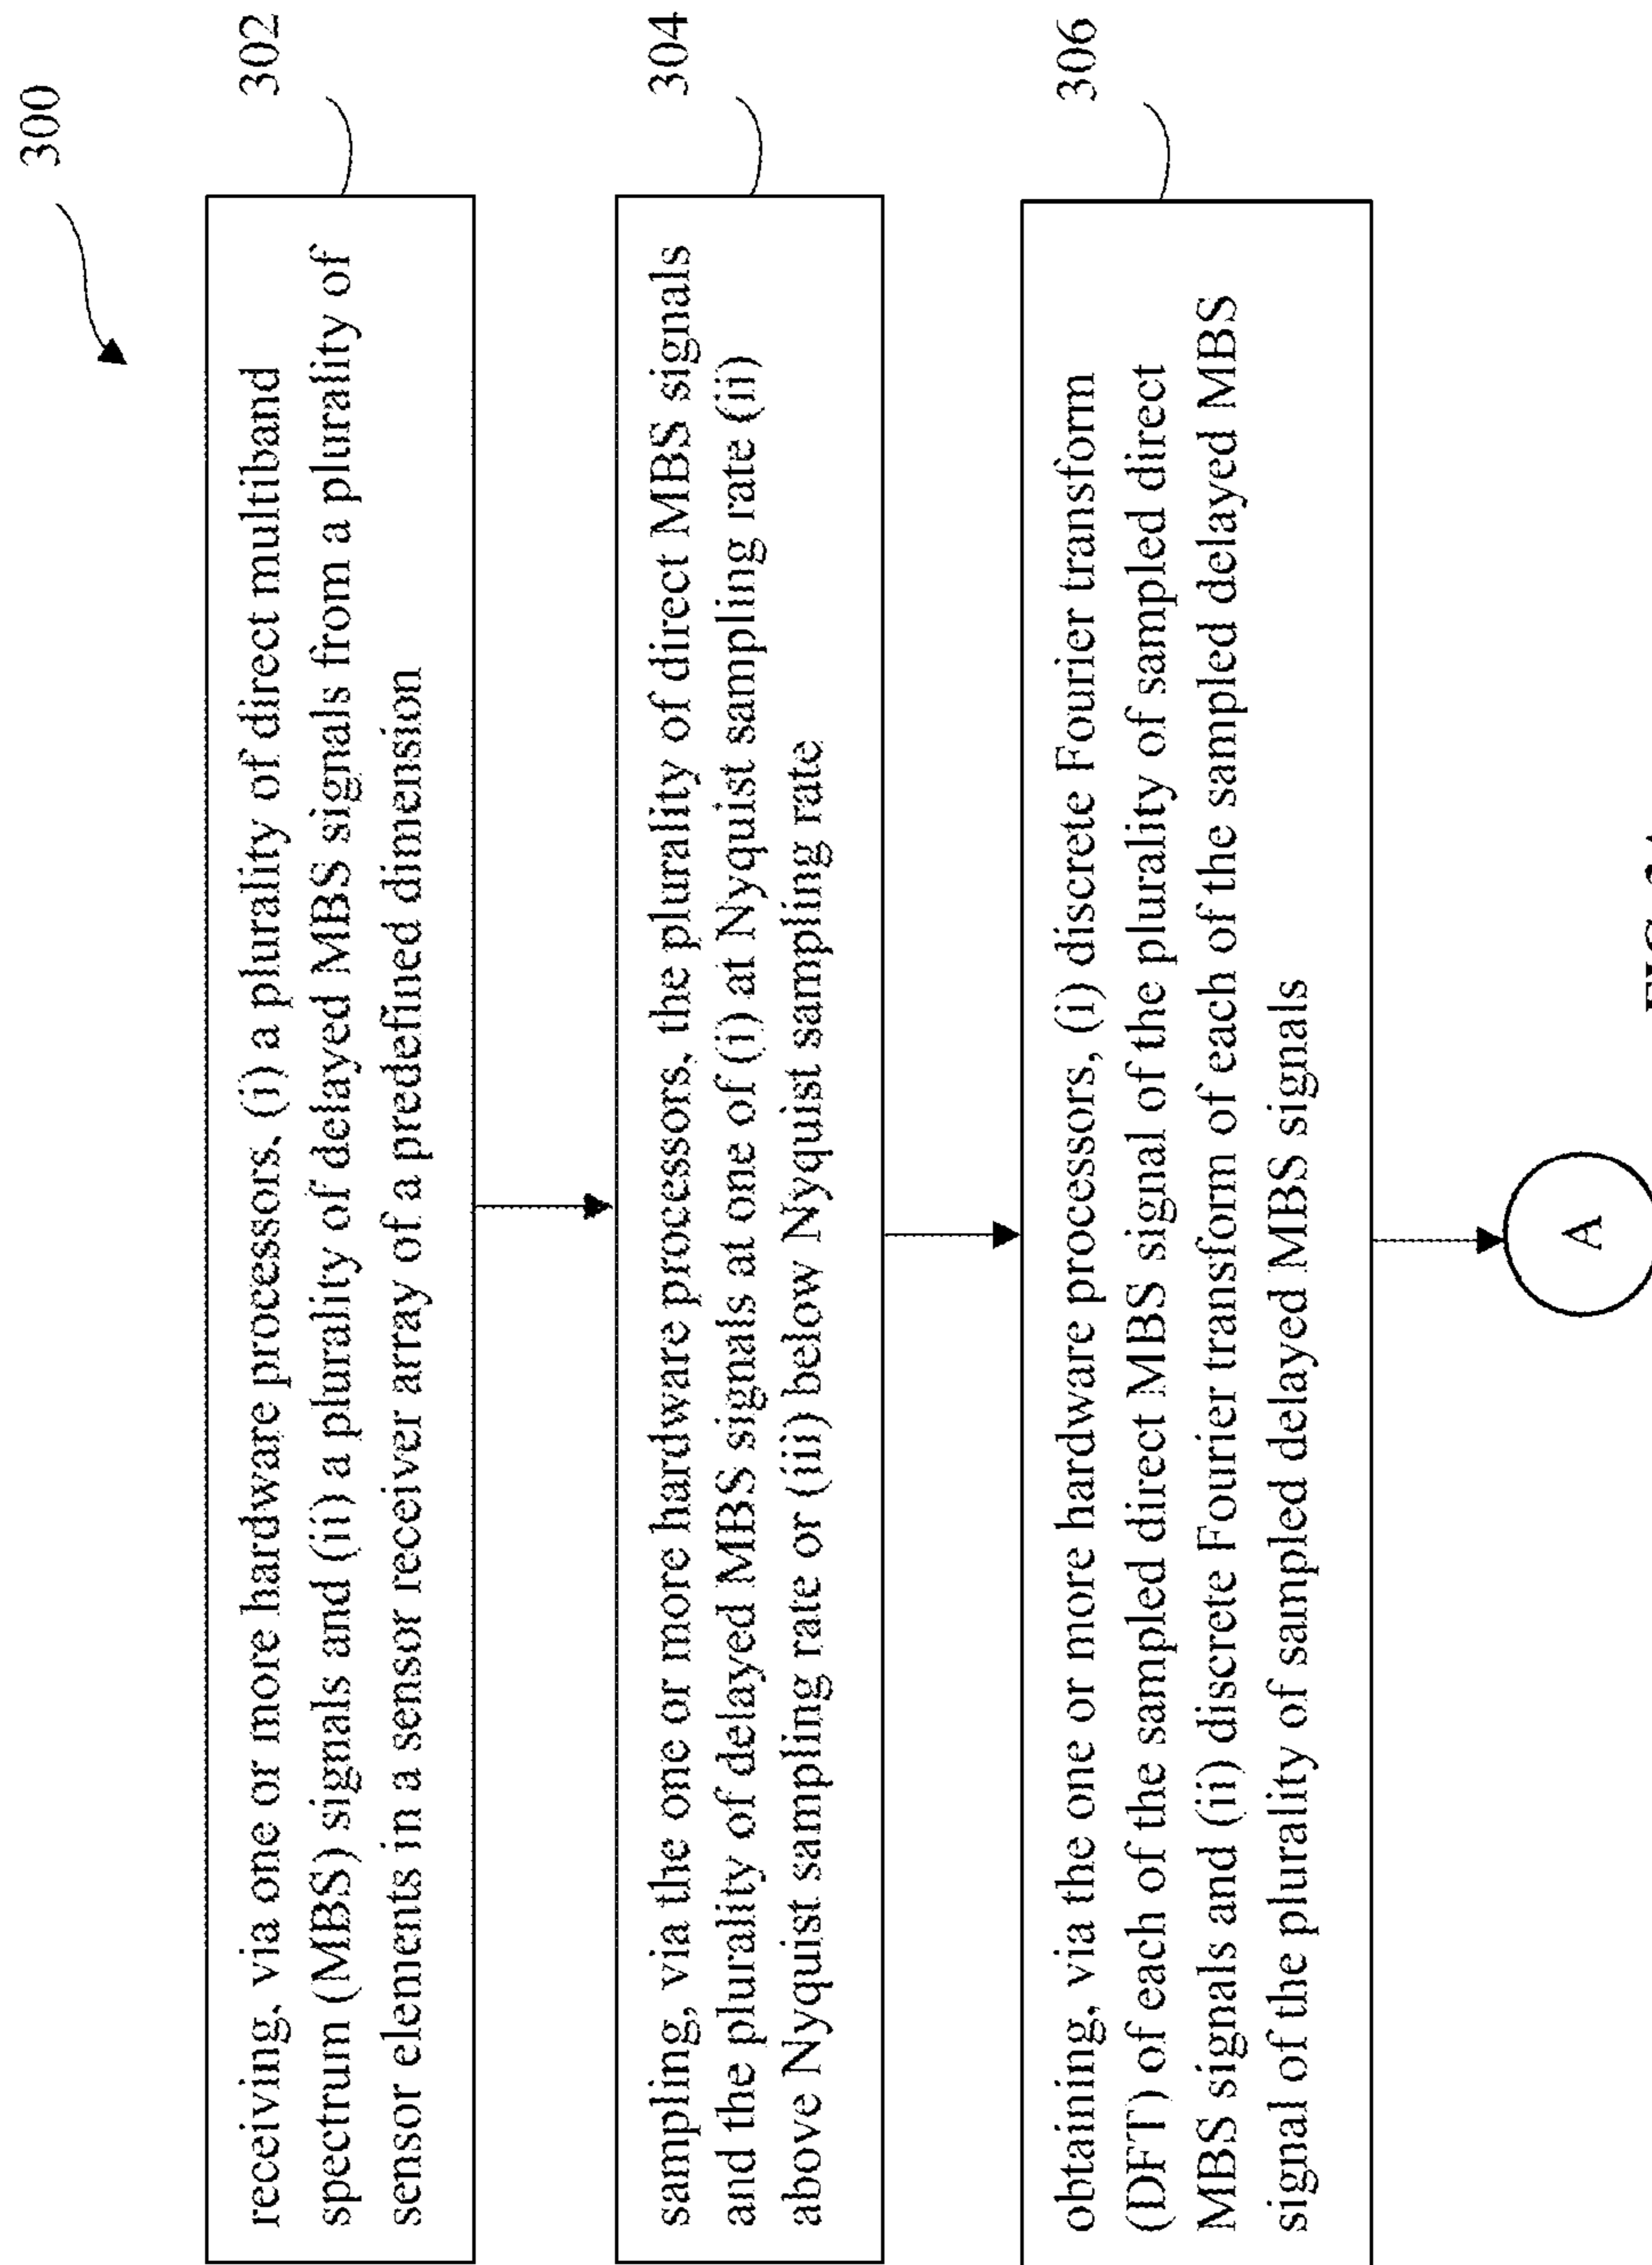 300
302
receiving, via one or more hardware processors, (i) a plurality of direct multiband
spectrum (MBS) signals and (ii) a plurality of delayed MBS signals from a plurality of
sensor elements in a sensor receiver array of a predefined dimension
304
sampling, via the one or more hardware processors, the plurality of direct MBS signals
and the plurality of delayed MBS signals at one of (i) at Nyquist sampling rate (ii)
above Nyquist sampling rate or (iii) below Nyquist sampling rate
306
obtaining, via the one or more hardware processors, (i) discrete Fourier transform
(DFT) of each of the sampled direct MBS signal of the plurality of sampled direct
MBS signals and (ii) discrete Fourier transform of each of the sampled delayed MBS
signal of the plurality of sampled delayed MBS signals
A